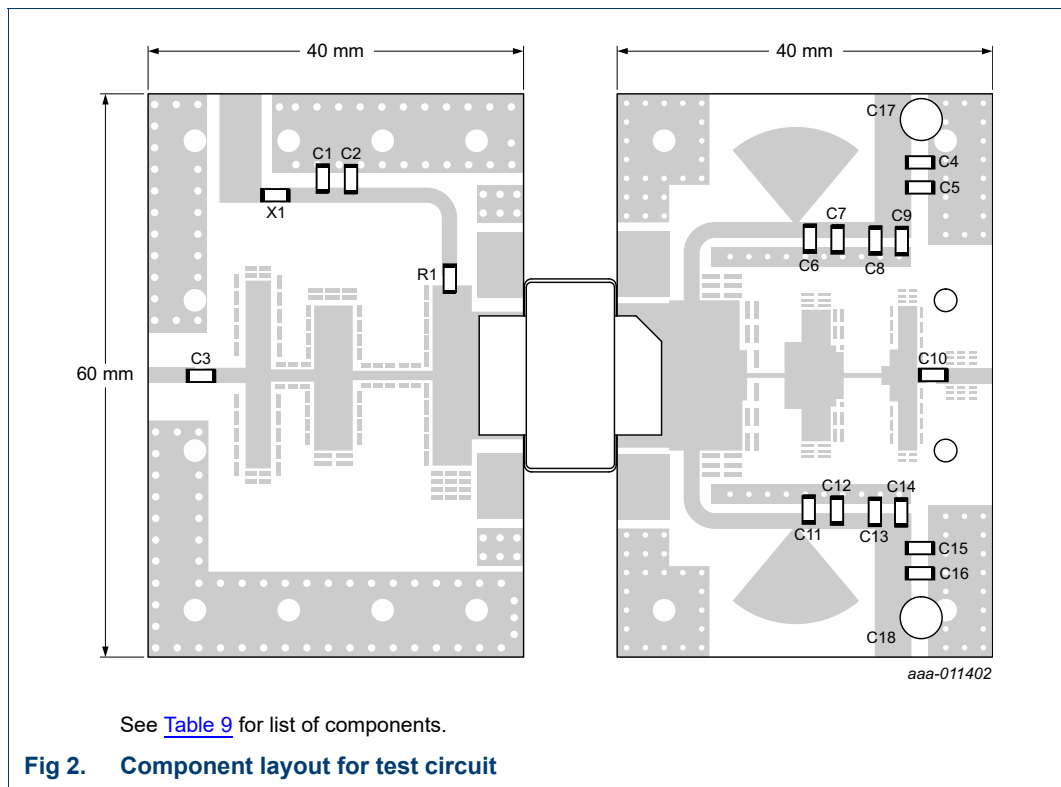 40 mm
40 mm
C17
C1 C2
C4
C5
X1
C7
C9
C6
C8
R1
C3
C10
60 mm
C12
C14
C11
C13
C15
C16
C18
aaa-011402
See Table 9 for list of components.
Fig 2. Component layout for test circuit